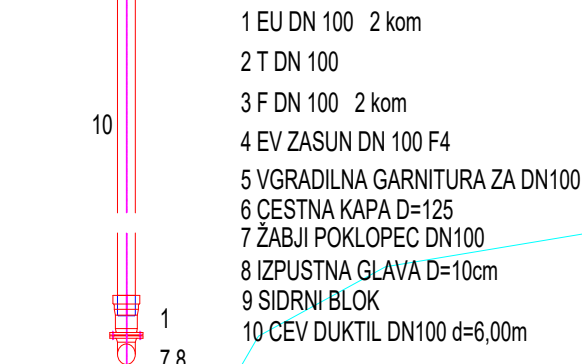 1 EU DN 100 2 kom
2 T DN 100
3 F DN 100 2 kom
10
4 EV ZASUN DN 100 F4
5 VGRADILNA GARNITURA ZA DN100
6 CESTNA KAPA D=125
7 ŽABJI POKLOPEC DN100
8 IZPUSTNA GLAVA D=10cm
9 SIDRNI BLOK
1
10 CEV DUKTIL DN100 d=6,00m
7,8